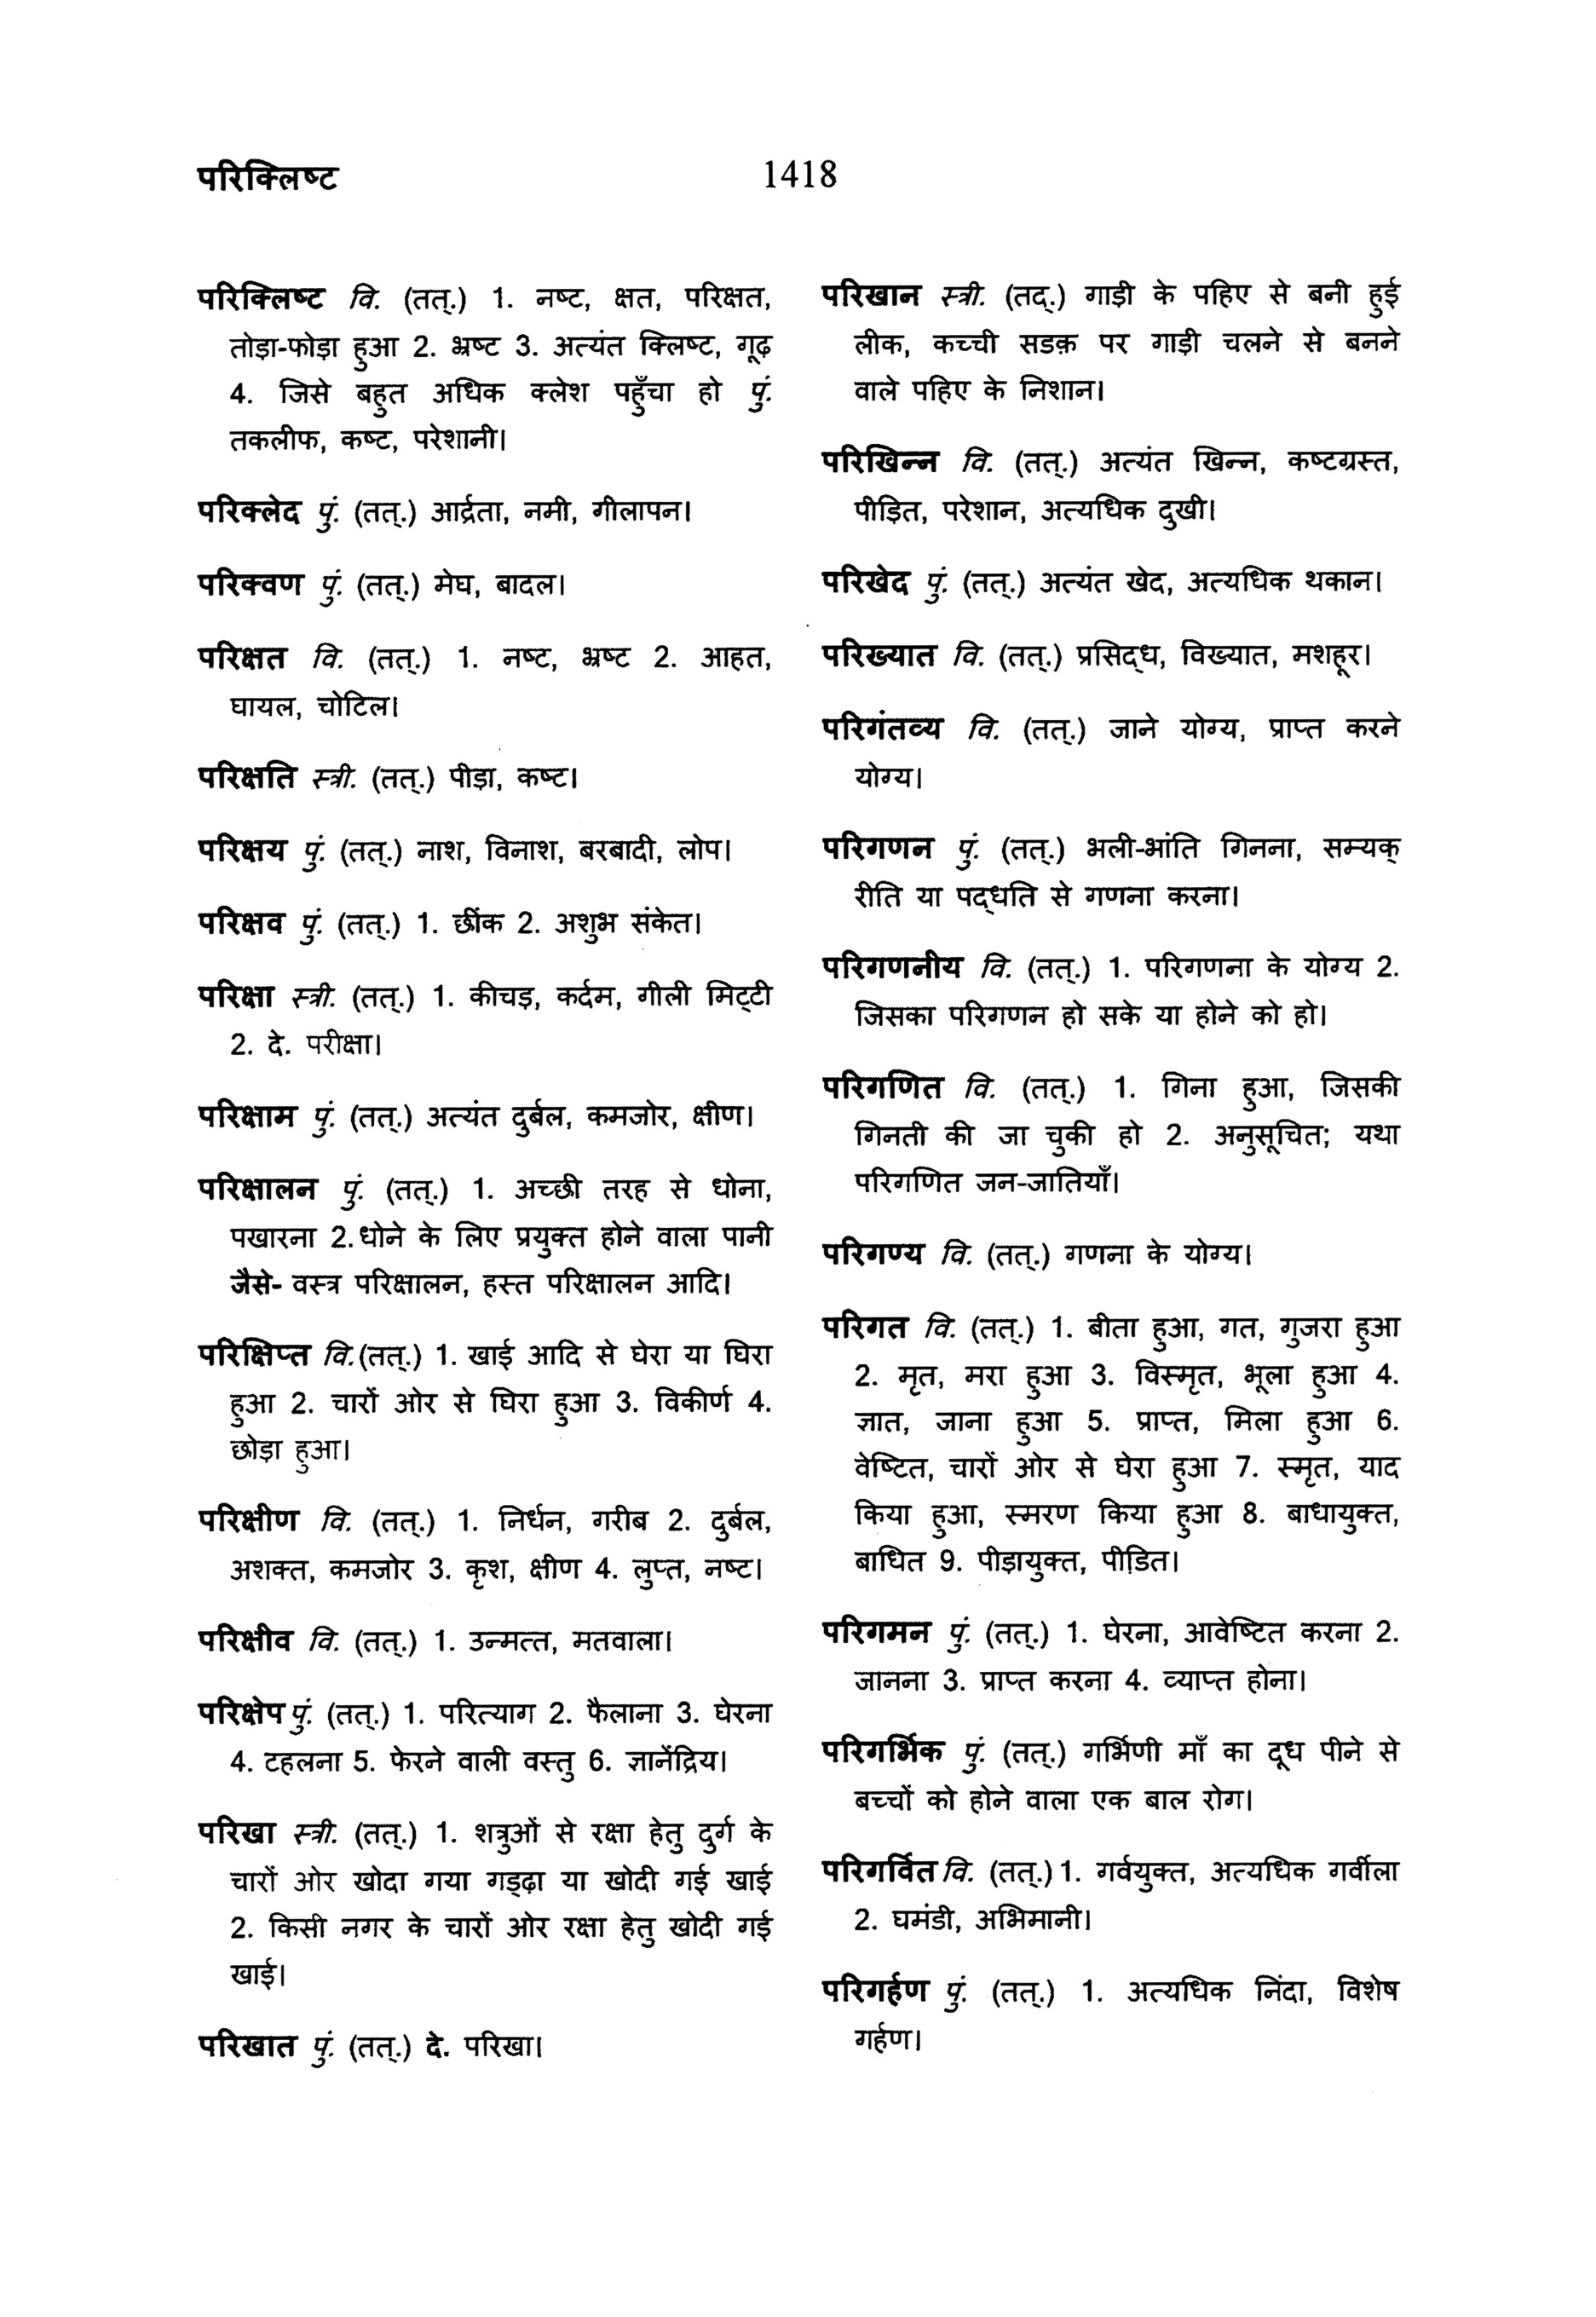 परिक्लिष्ट
1418
परिक्लिष्ट वि. (तत्.) 1. नष्ट, क्षत, परिक्षत,
तोड़ा-फोड़ा हुआ 2. भ्रष्ट 3. अत्यंत क्लिष्ट, गूढ़
4. जिसे बहुत अधिक क्लेश पहुँचा हो पुं.
तकलीफ, कष्ट, परेशानी।
परिक्लेद पुं. (तत्.) आर्द्रता, नमी, गीलापन।
परिक्वण पुं. (तत्.) मेघ, बादल।
परिक्षत वि. (तत्.) 1. नष्ट, भ्रष्ट 2. आहत,
घायल, चोटिल।
परिक्षति स्त्री. (तत्.) पीड़ा, कष्ट।
परिक्षय पुं. (तत्.) नाश, विनाश, बरबादी, लोप।
परिक्षव पुं. (तत्.) 1. छींक 2. अशुभ संकेत।
परिक्षा स्त्री. (तत्.) 1. कीचड़, कर्दम, गीली मिट्‌टी
2. दे. परीक्षा।
परिक्षाम पुं. (तत्.) अत्यंत दुर्बल, कमजोर, क्षीण।
परिक्षालन पुं. (तत्.) 1. अच्छी तरह से धोना,
पखारना 2.धोने के लिए प्रयुक्त होने वाला पानी
जैसे- वस्त्र परिक्षालन, हस्त परिक्षालन आदि।
परिक्षिप्त वि.(तत्.) 1. खाई आदि से घेरा या घिरा
हुआ 2. चारों ओर से घिरा हुआ 3. विकीर्ण 4.
छोड़ा हुआ।
परिक्षीण वि. (तत्.) 1. निर्धन, गरीब 2. दुर्बल,
अशक्त, कमजोर 3. कृश, क्षीण 4. लुप्त, नष्ट।
परिक्षीव वि. (तत्.) 1. उन्मत्त, मतवाला।
परिक्षेप पुं. (तत्.) 1. परित्याग 2. फैलाना 3. घेरना
4. टहलना 5. फेरने वाली वस्तु 6. ज्ञानेंद्रिय।
परिखा स्त्री. (तत्.) 1. शत्रुओं से रक्षा हेतु दुर्ग के
चारों ओर खोदा गया गड्‌ढ़ा या खोदी गई खाई
2. किसी नगर के चारों ओर रक्षा हेतु खोदी गई
खाई।
परिखात पुं. (तत्.) दे. परिखा।
परिखान स्त्री. (तद्.) गाड़ी के पहिए से बनी हुई
लीक, कच्ची सडक़ पर गाड़ी चलने से बनने
वाले पहिए के निशान।
परिखिन्न वि. (तत्.) अत्यंत खिन्न, कष्टग्रस्त,
पीड़ित, परेशान, अत्यधिक दुखी।
परिखेद पुं. (तत्.) अत्यंत खेद, अत्यधिक थकान।
परिख्यात वि. (तत्.) प्रसिद्‌ध, विख्यात, मशहूर।
परिगंतव्य वि. (तत्.) जाने योग्य, प्राप्त करने
योग्य।
परिगणन पुं. (तत्.) भली-भांति गिनना, सम्यक्
रीति या पद्‌धति से गणना करना।
परिगणनीय वि. (तत्.) 1. परिगणना के योग्य 2.
जिसका परिगणन हो सके या होने को हो।
परिगणित वि. (तत्.) 1. गिना हुआ, जिसकी
गिनती की जा चुकी हो 2. अनुसूचित; यथा
परिगणित जन-जातियाँ।
परिगण्य वि. (तत्.) गणना के योग्य।
परिगत वि. (तत्.) 1. बीता हुआ, गत, गुजरा हुआ
2. मृत, मरा हुआ 3. विस्मृत, भूला हुआ 4.
ज्ञात, जाना हुआ 5. प्राप्त, मिला हुआ 6.
वेष्टित, चारों ओर से घेरा हुआ 7. स्मृत, याद
किया हुआ, स्मरण किया हुआ 8. बाधायुक्त,
बाधित 9. पीड़ायुक्त, पीडि़त।
परिगमन पुं. (तत्.) 1. घेरना, आवेष्टित करना 2.
जानना 3. प्राप्त करना 4. व्याप्त होना।
परिगर्भिक पुं. (तत्.) गर्भिणी माँ का दूध पीने से
बच्चों को होने वाला एक बाल रोग।
परिगर्वित वि. (तत्.) 1. गर्वयुक्त, अत्यधिक गर्वीला
2. घमंडी, अभिमानी।
परिगर्हण पुं. (तत्.) 1. अत्यधिक निंदा, विशेष
गर्हण।